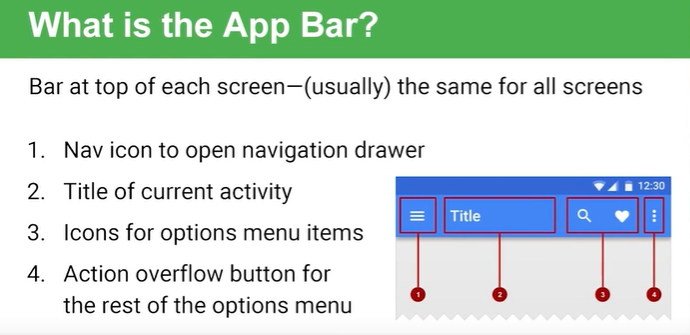 What is the App Bar?
Bar at top of each screen—(usually) the same for all screens
1. Nav icon to open navigation drawer
2. Title of current activity
3. Icons for options menu items
4. Action overflow button for
the rest of the options menu
12:30
Title
1 2 3 4